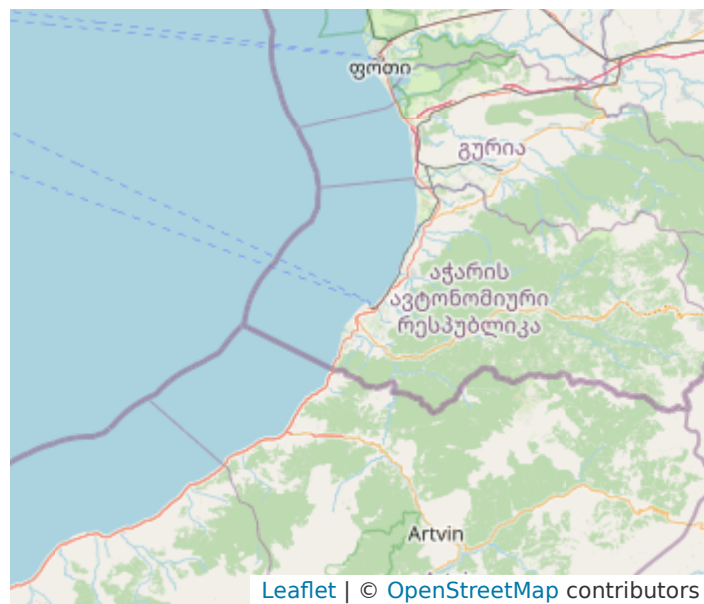 ფოთი
გურია
აჭარის
ავტონომიური
რესპუბლიკა
Artvin
Leaflet | © OpenStreetMap contributors